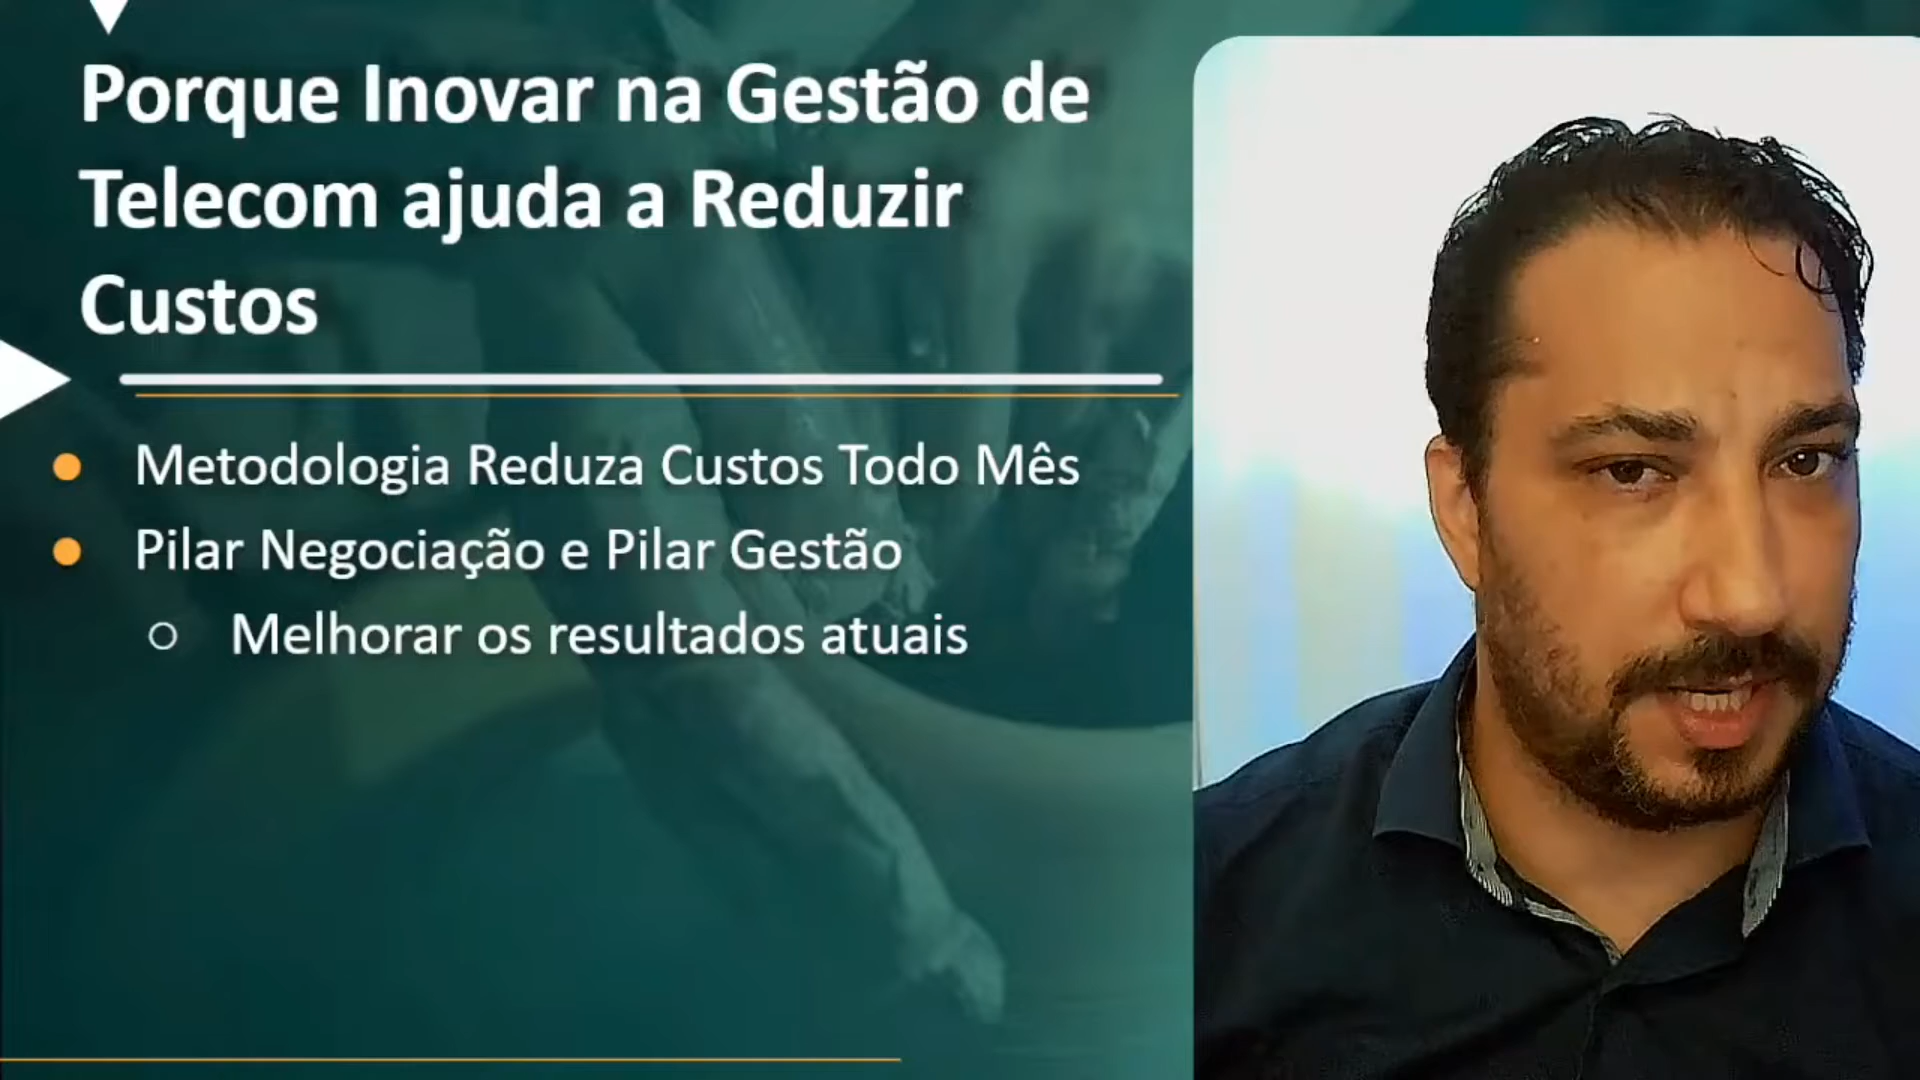 Porque Inovar na Gestão de
Telecom ajuda a Reduzir
Custos
Metodologia Reduza Custos Todo Mês
Pilar Negociação e Pilar Gestão
Melhorar os resultados atuais